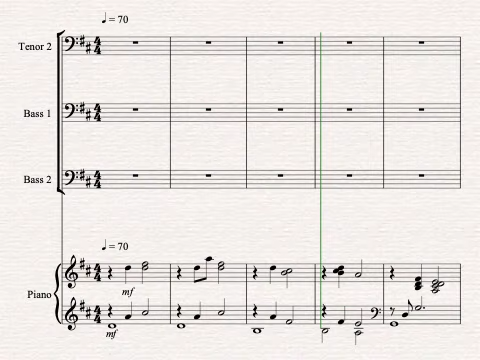 ♩ = 70
Tenor 2
Bass 1
Bass 2
♩ = 70
Piano
mf
mf